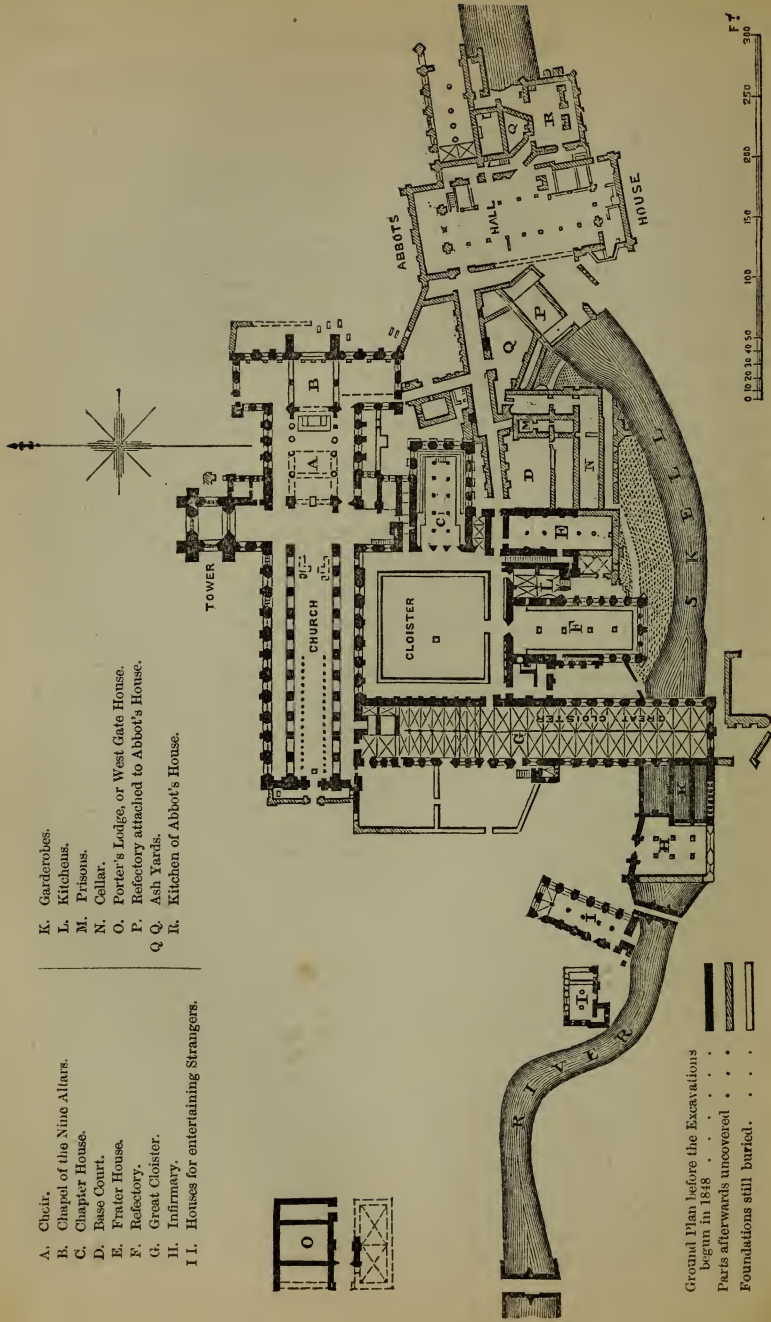 A. Choir.
B. Chapel of the Nine Altars.
C. Chapter House.
D. Base Court.
E. Frater House.
F. Refectory.
G. Great Cloister.
H. Infirmary.
I I. Houses for entertaining Strangers.
K. Garderobes.
L. Kitchens.
M. Prisons.
N. Cellar.
O. Porter's Lodge, or West Gate House.
P. Refectory attached to Abbot's House.
Q Q. Ash Yards.
R. Kitchen of Abbot's House.
TOWER
CHURCH
A
B
C
CLOISTER
ABBOTS
HALL
HOUSE
Q
R
P
Q
D
M
N
E
L
F
G
GREAT CLOISTER
K
H
I
I
O
RIVER
SKELL
Ground Plan before the Excavations
begun in 1848 . . . . . .
Parts afterwards uncovered . . .
Foundations still buried. . . .
0 10 20 30 40 50 100 150 200 250 300
FT